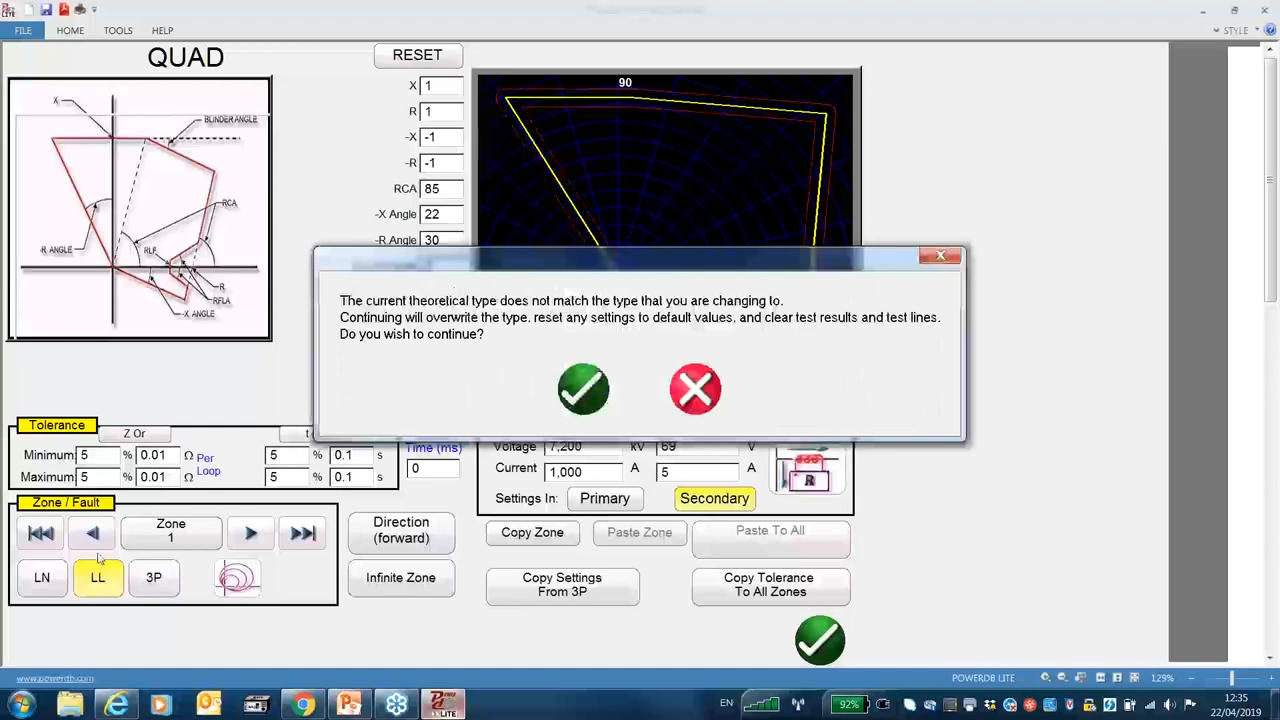 FILE HOME TOOLS HELP STYLE
QUAD
RESET
X 1
R 1
-X -1
-R -1
RCA 85
-X Angle 22
-R Angle 30
X
BLINDER ANGLE
RCA
-R ANGLE
RLF
R
RFLA
-X ANGLE
90
The current theoretical type does not match the type that you are changing to.
Continuing will overwrite the type, reset any settings to default values, and clear test results and test lines.
Do you wish to continue?
Tolerance
Z Or
t
Minimum: 5 % 0.01 Ω Per 5 % 0.1 s
Maximum: 5 % 0.01 Ω Loop 5 % 0.1 s
Time (ms)
0
Voltage 7,200 kV 69 V
Current 1,000 A 5 A
R
Settings In: Primary Secondary
Zone / Fault
Zone
1
LN LL 3P
Direction
(forward)
Infinite Zone
Copy Zone Paste Zone Paste To All
Copy Settings
From 3P
Copy Tolerance
To All Zones
www.powerdb.com
POWERDB LITE 129%
EN 92%
12:35
22/04/2019